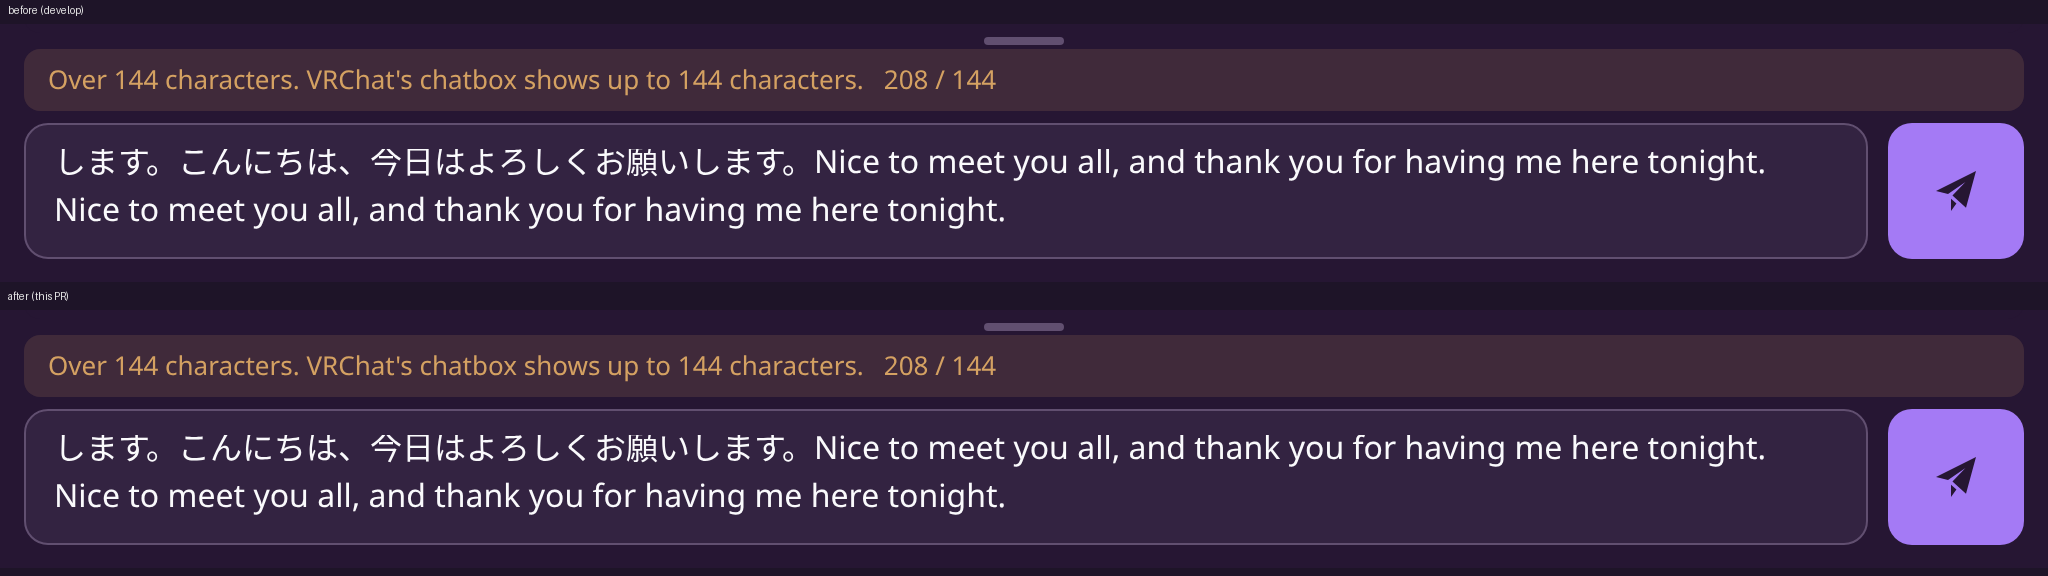 before (develop)
Over 144 characters. VRChat's chatbox shows up to 144 characters. 208 / 144
します。こんにちは、今日はよろしくお願いします。Nice to meet you all, and thank you for having me here tonight.
Nice to meet you all, and thank you for having me here tonight.
after (this PR)
Over 144 characters. VRChat's chatbox shows up to 144 characters. 208 / 144
します。こんにちは、今日はよろしくお願いします。Nice to meet you all, and thank you for having me here tonight.
Nice to meet you all, and thank you for having me here tonight.